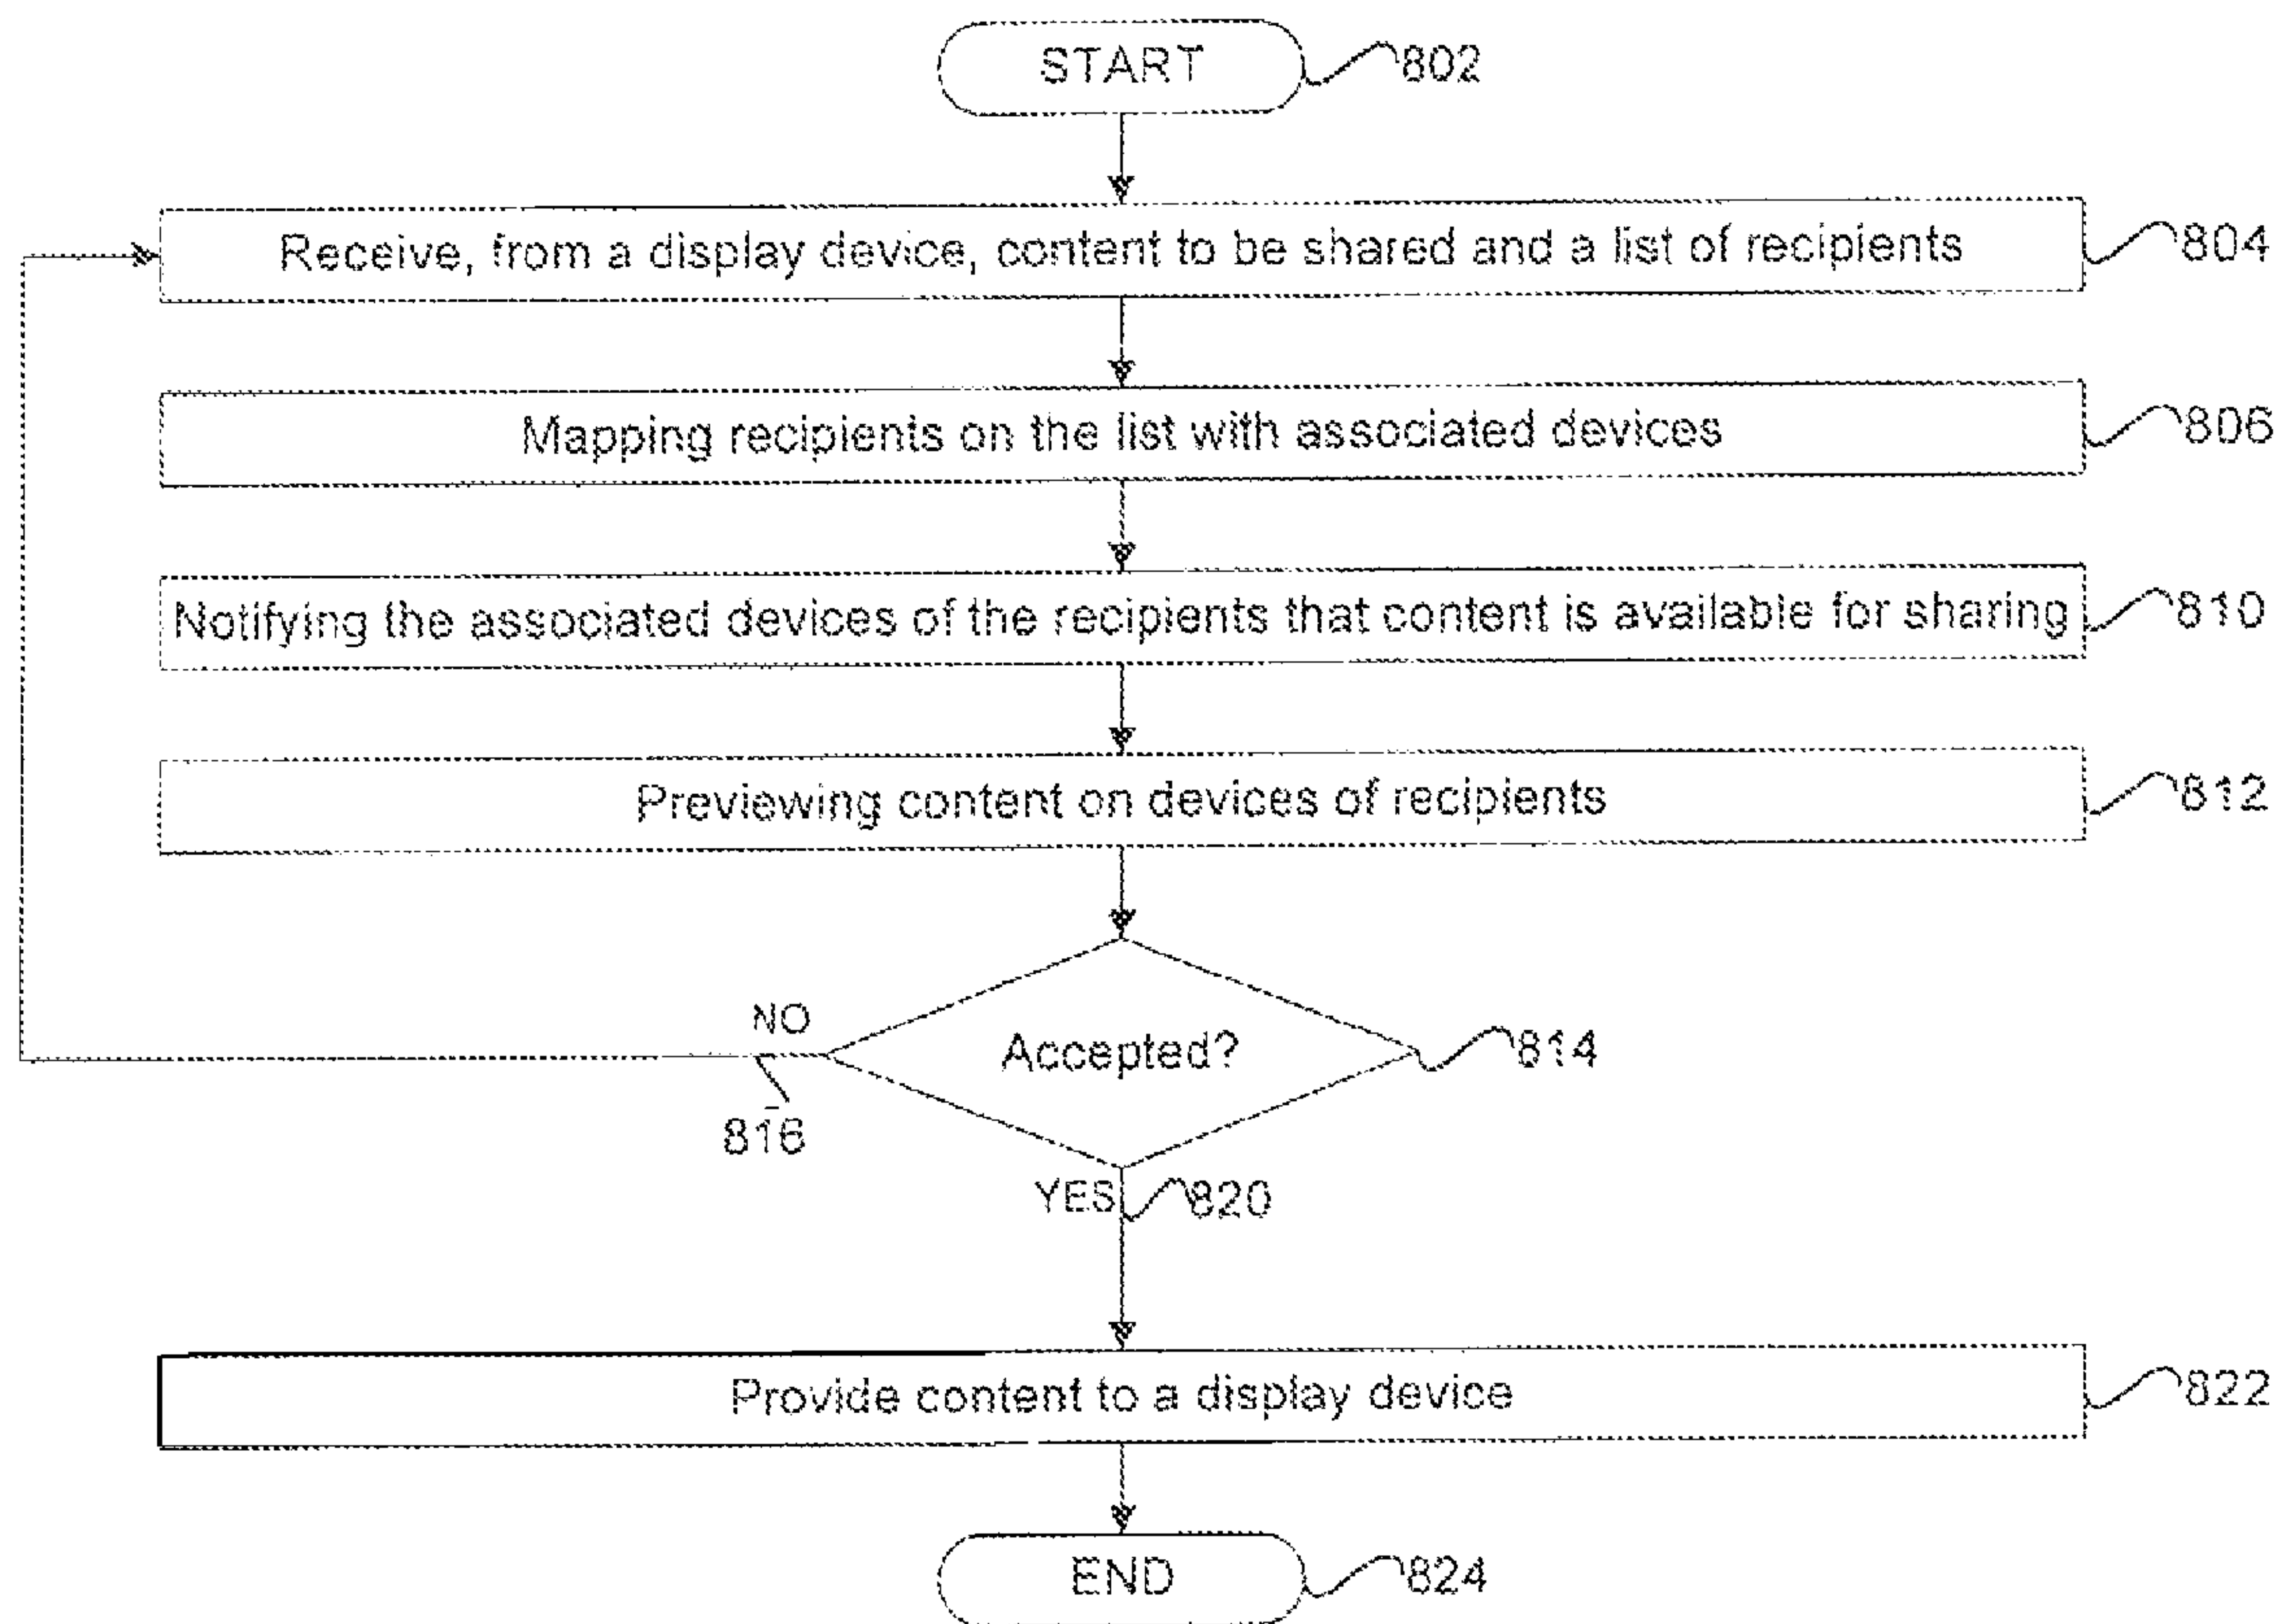 START
802
Receive, from a display device, content to be shared and a list of recipients
804
Mapping recipients on the list with associated devices
806
Notifying the associated devices of the recipients that content is available for sharing
810
Previewing content on devices of recipients
812
NO
Accepted?
814
816
YES
820
Provide content to a display device
822
END
824